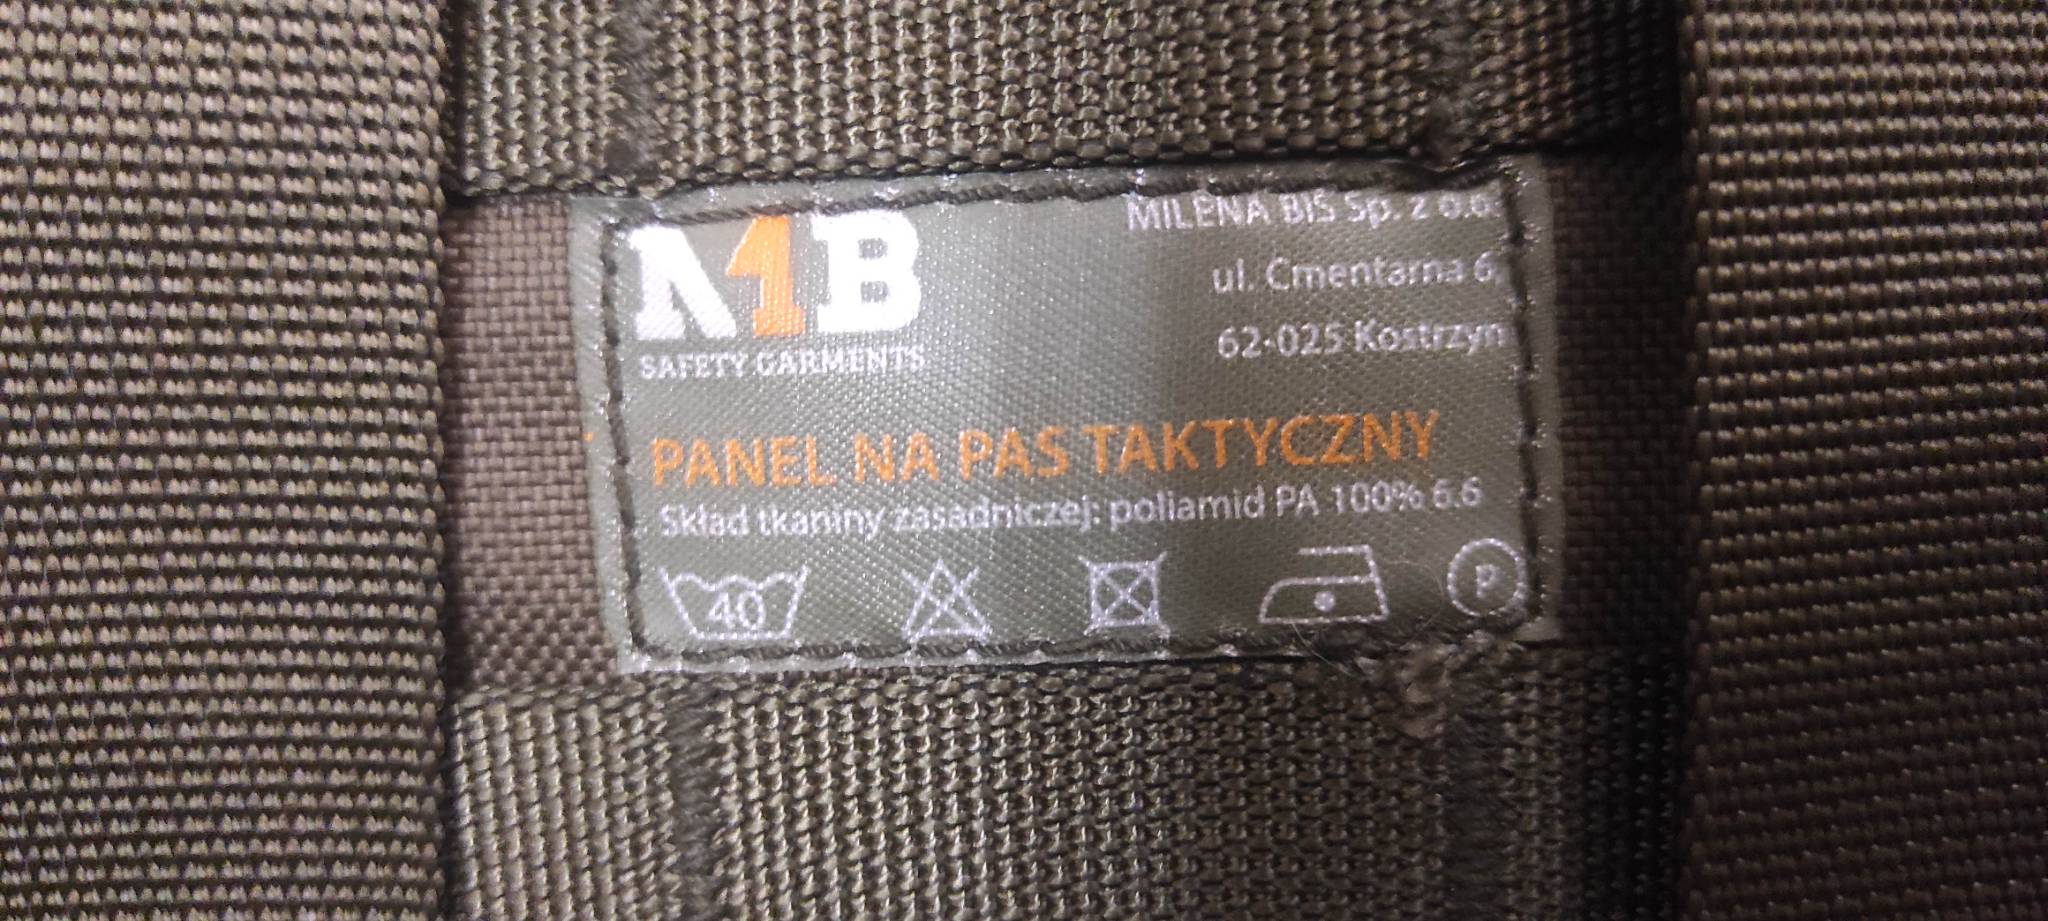 M1B
SAFETY GARMENTS
MILENA BIS Sp. z o.o.
ul. Cmentarna 6,
62-025 Kostrzyn
PANEL NA PAS TAKTYCZNY
Skład tkaniny zasadniczej: poliamid PA 100% 6.6
40
P